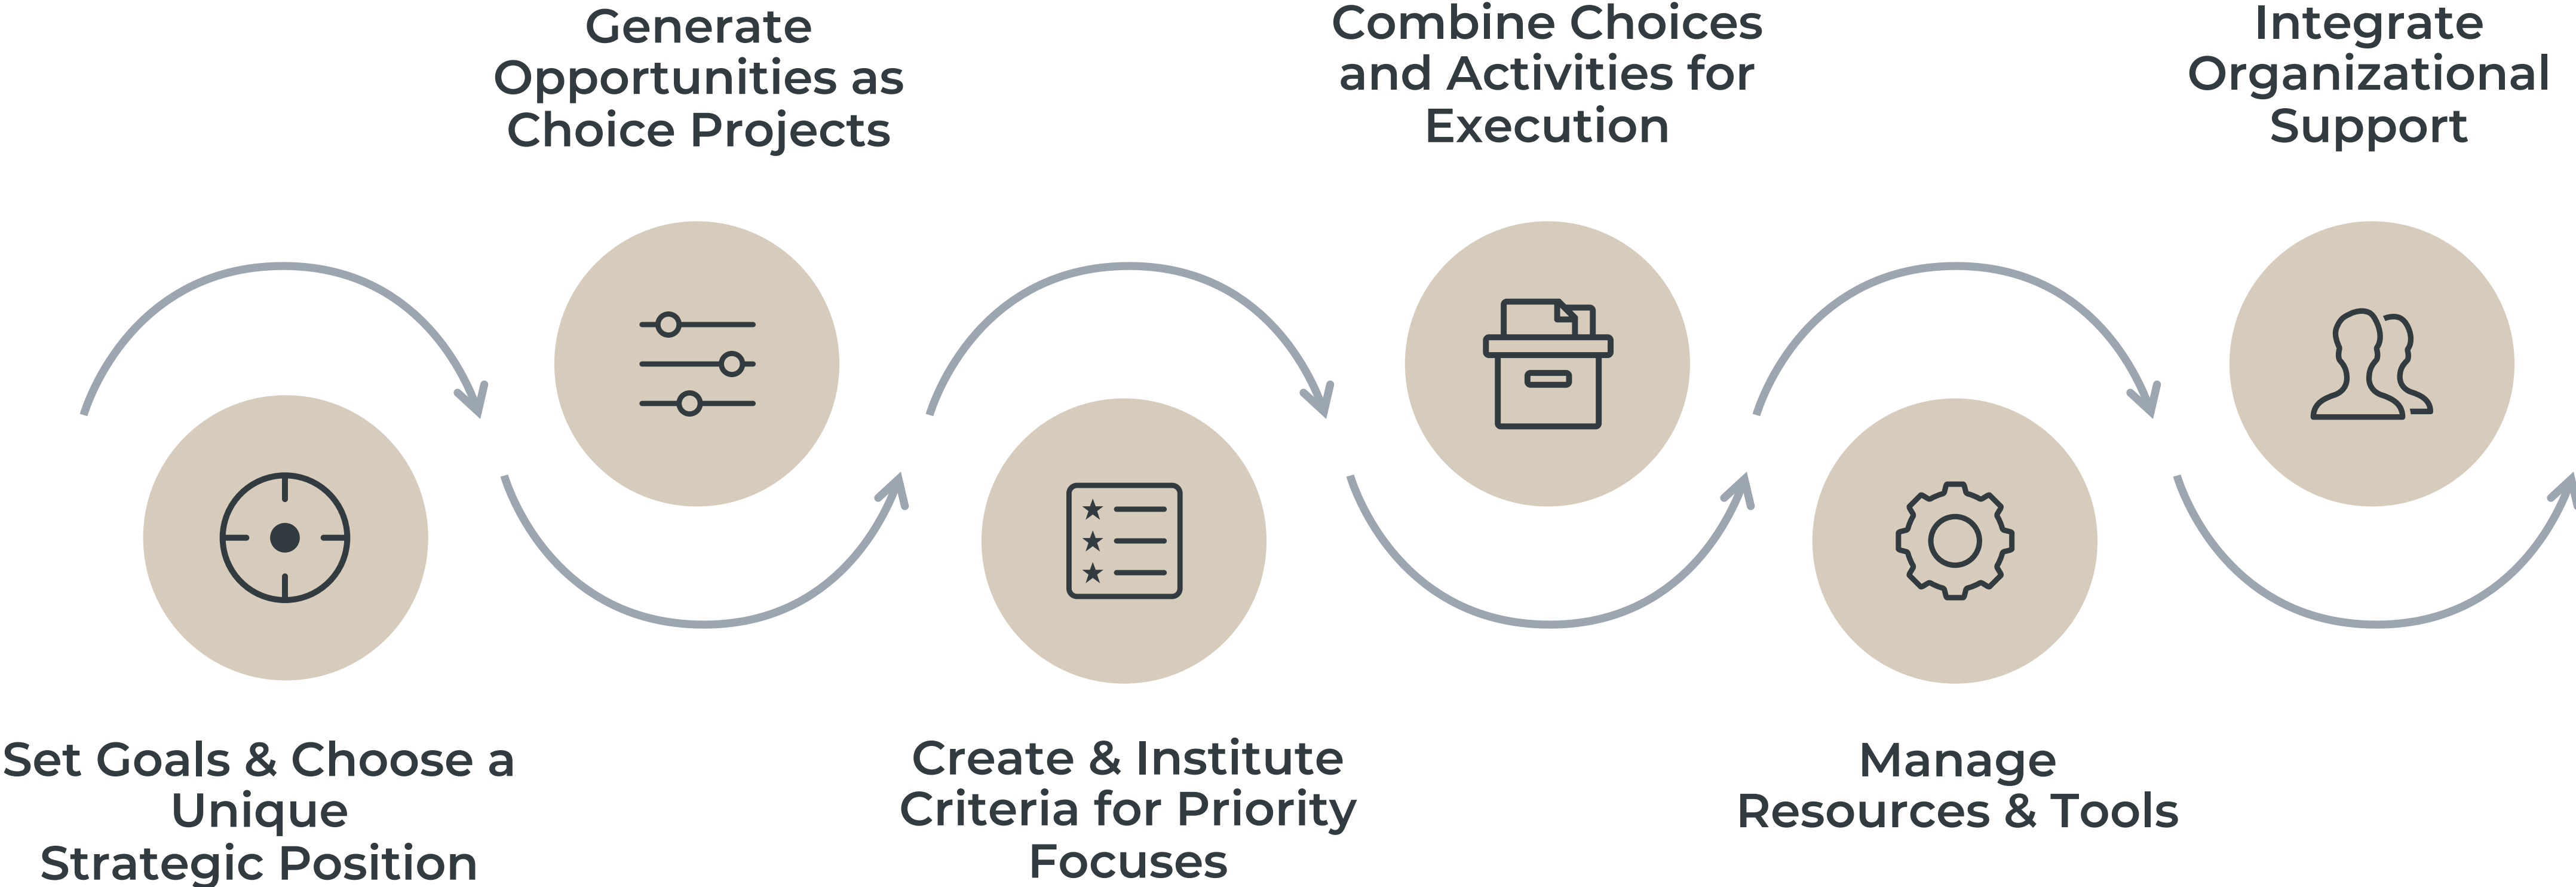 Generate
Opportunities as
Choice Projects
Combine Choices
and Activities for
Execution
Integrate
Organizational
Support
Set Goals & Choose a
Unique
Strategic Position
Create & Institute
Criteria for Priority
Focuses
Manage
Resources & Tools